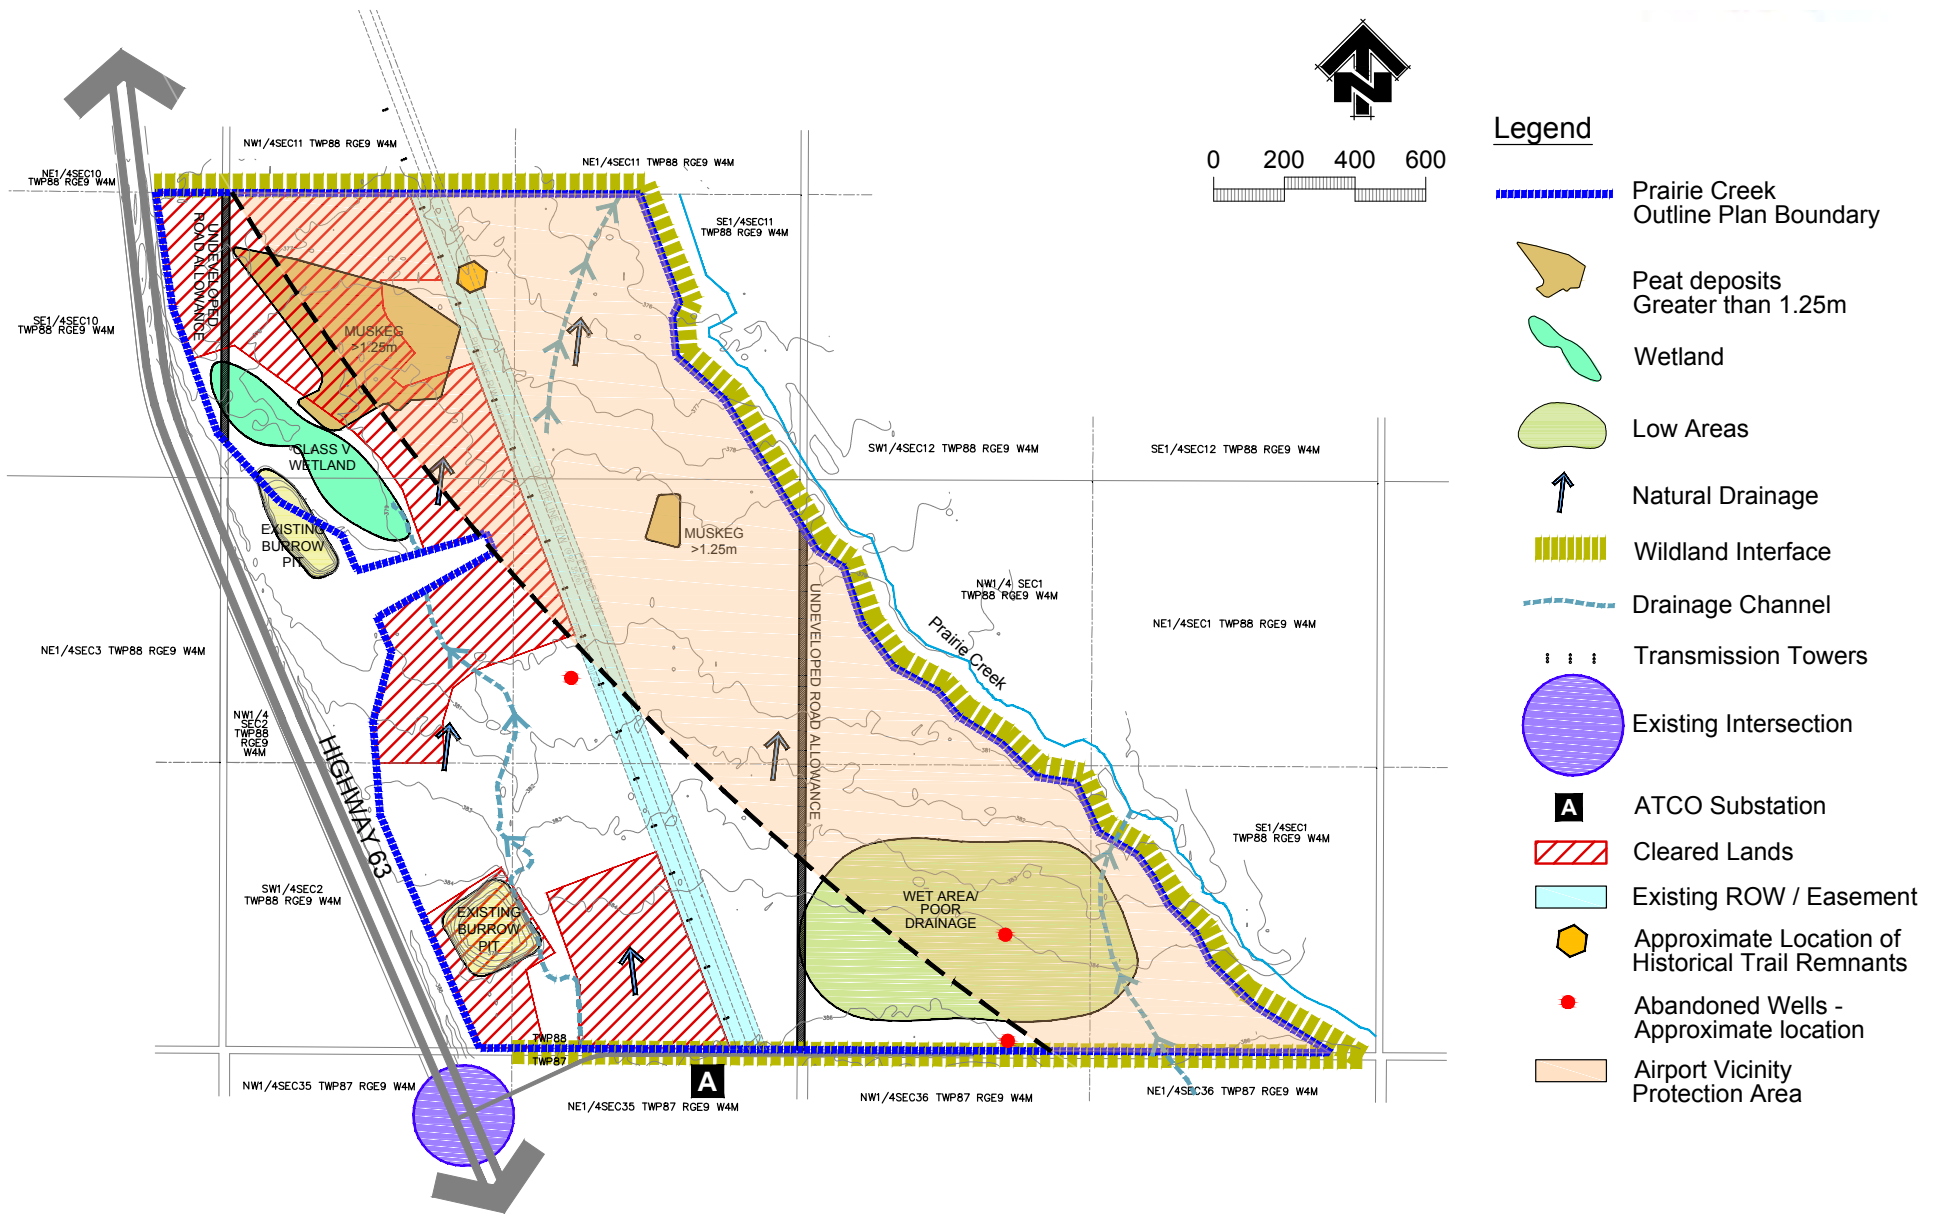 NW1/4SEC11 TWP88 RGE9 W4M
NE1/4SEC11 TWP88 RGE9 W4M
NE1/4SEC10
TWP88 RGE9 W4M
SE1/4SEC11
TWP88 RGE9 W4M
0 200 400 600
N
UNDEVELOPED
ROAD ALLOWANCE
SE1/4SEC10
TWP88 RGE9 W4M
MUSKEG
>1.25m
CLASS V
WETLAND
SW1/4SEC12 TWP88 RGE9 W4M
SE1/4SEC12 TWP88 RGE9 W4M
EXISTING
BURROW
PIT
MUSKEG
>1.25m
NW1/4 SEC1
TWP88 RGE9 W4M
NE1/4SEC1 TWP88 RGE9 W4M
Prairie Creek
UNDEVELOPED ROAD ALLOWANCE
NE1/4SEC3 TWP88 RGE9 W4M
NW1/4
SEC2
TWP88
RGE9
W4M
HIGHWAY 63
SE1/4SEC1
TWP88 RGE9 W4M
SW1/4SEC2
TWP88 RGE9 W4M
EXISTING
BURROW
PIT
WET AREA/
POOR
DRAINAGE
TWP88
TWP87
NW1/4SEC35 TWP87 RGE9 W4M
A
NE1/4SEC35 TWP87 RGE9 W4M
NW1/4SEC36 TWP87 RGE9 W4M
NE1/4SEC36 TWP87 RGE9 W4M
Legend
Prairie Creek
Outline Plan Boundary
Peat deposits
Greater than 1.25m
Wetland
Low Areas
Natural Drainage
Wildland Interface
Drainage Channel
Transmission Towers
Existing Intersection
A ATCO Substation
Cleared Lands
Existing ROW / Easement
Approximate Location of
Historical Trail Remnants
Abandoned Wells -
Approximate location
Airport Vicinity
Protection Area